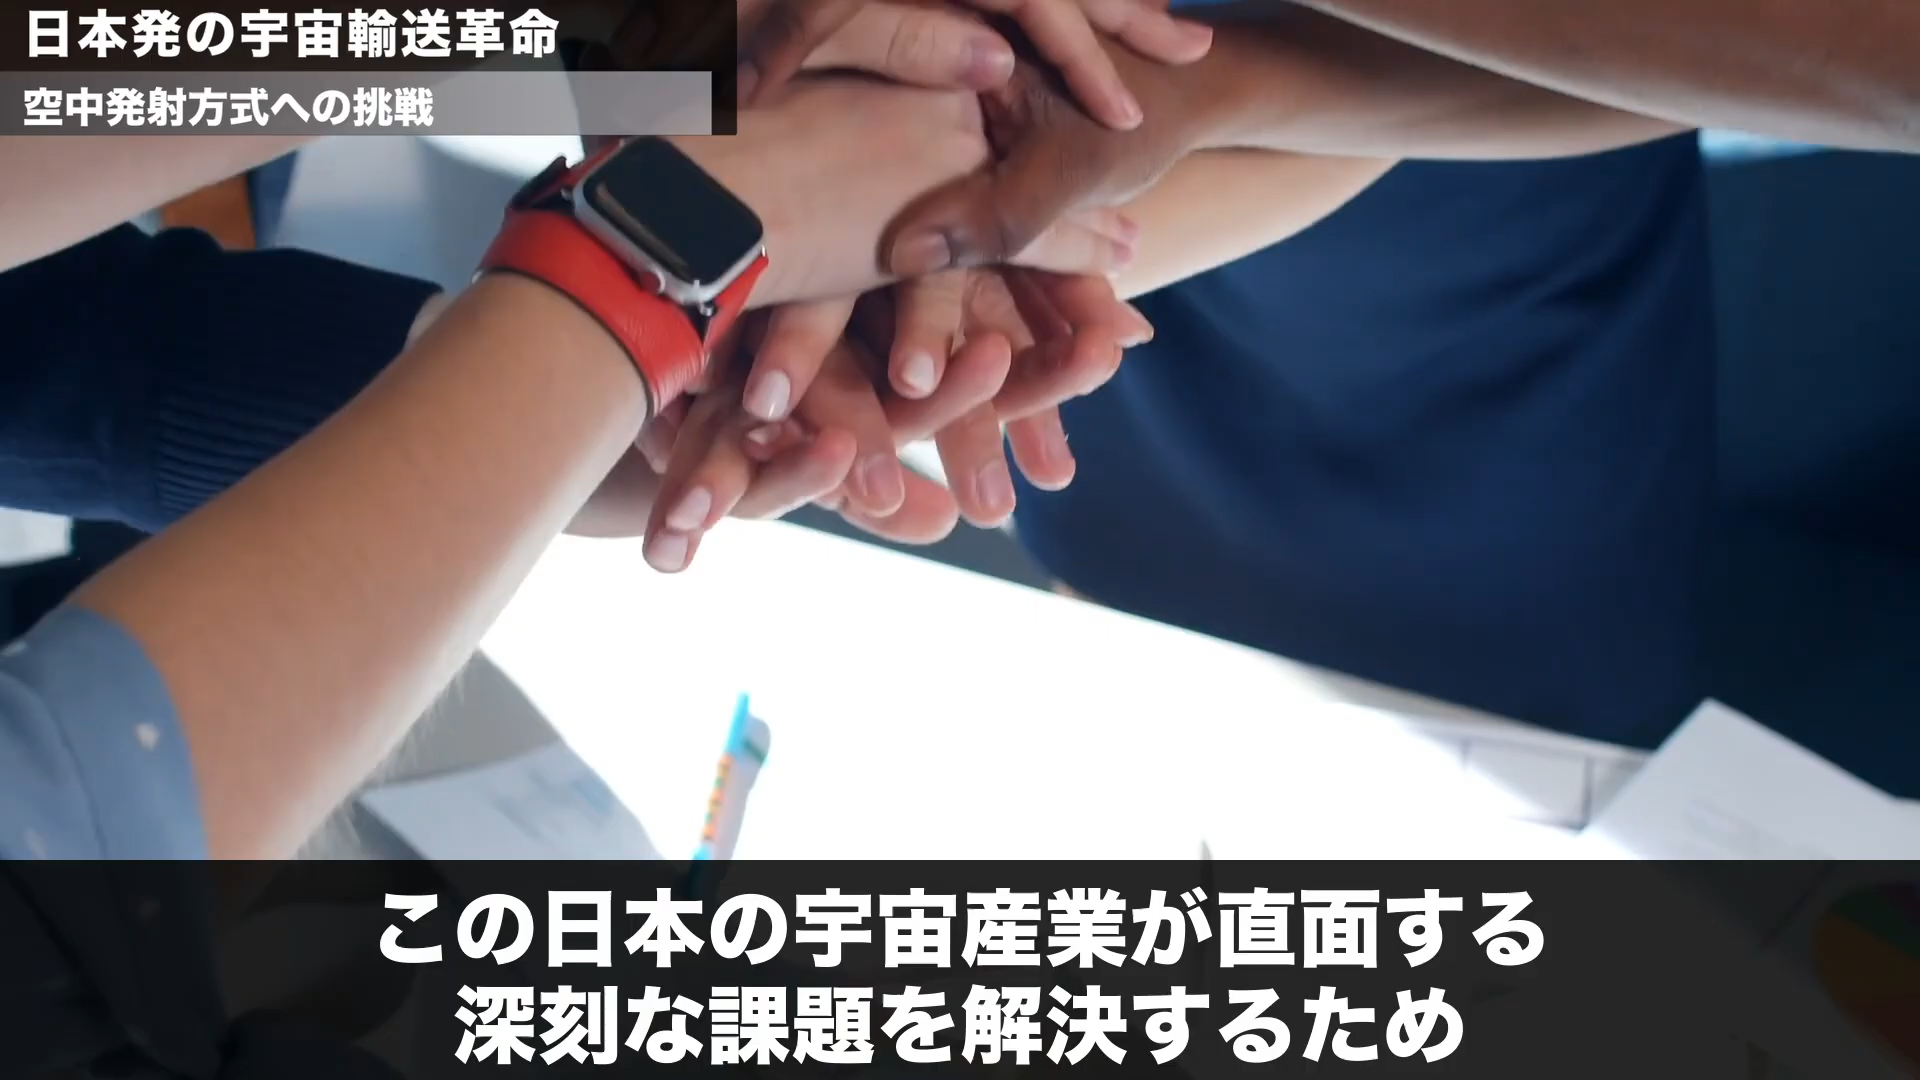 日本発の宇宙輸送革命
空中発射方式への挑戦
この日本の宇宙産業が直面する
深刻な課題を解決するため